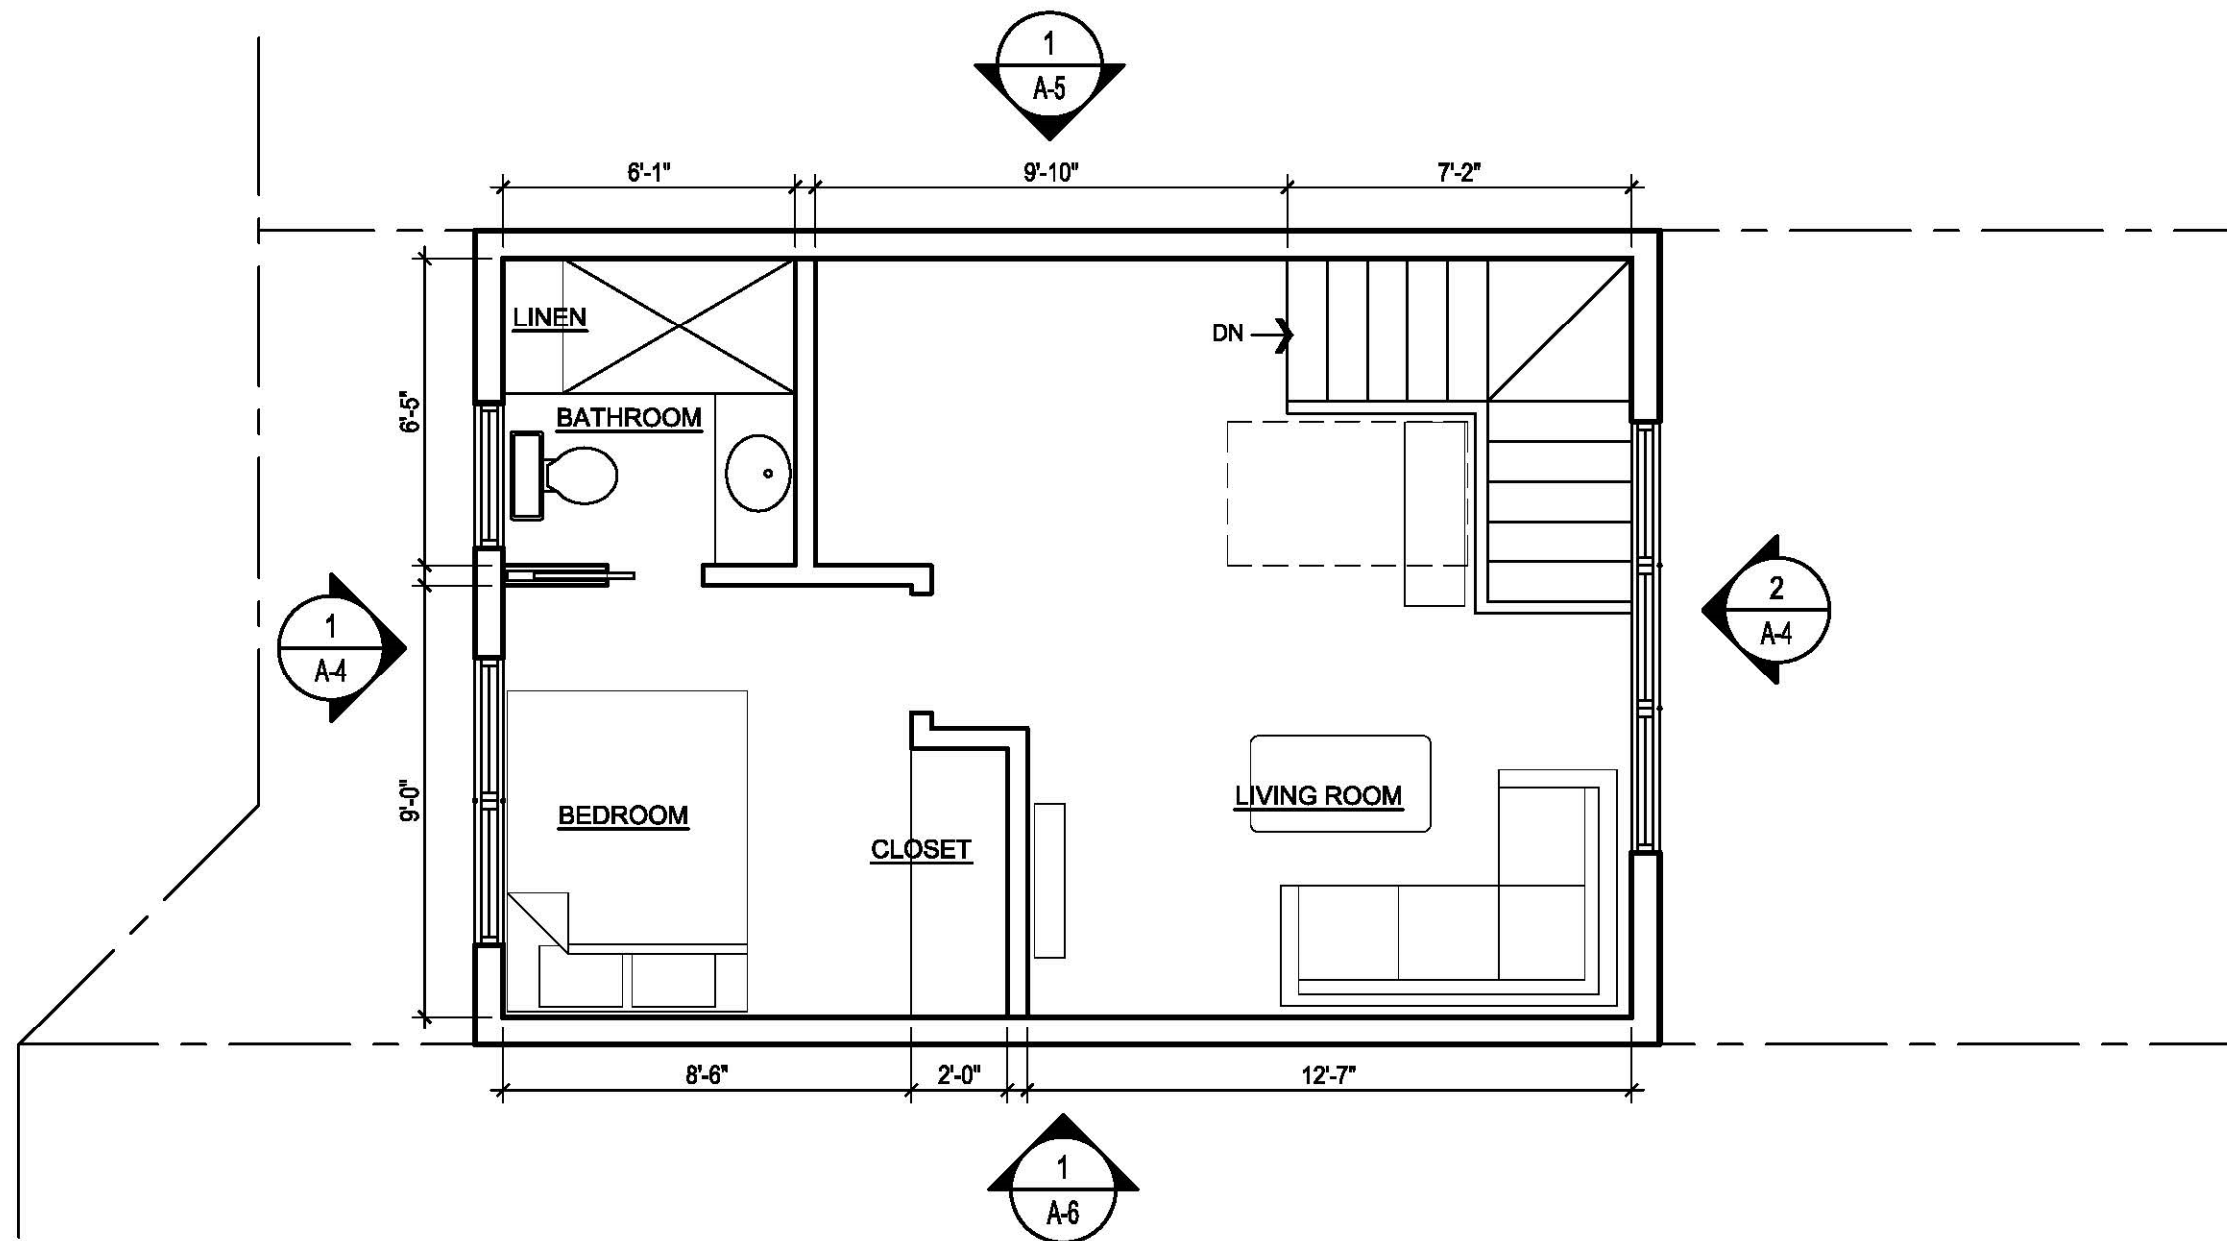 1
A-5
6'-1"
9'-10"
7'-2"
LINEN
DN
BATHROOM
6'-5"
1
A-4
2
A-4
9'-0"
BEDROOM
CLOSET
LIVING ROOM
8'-6"
2'-0"
12'-7"
1
A-6